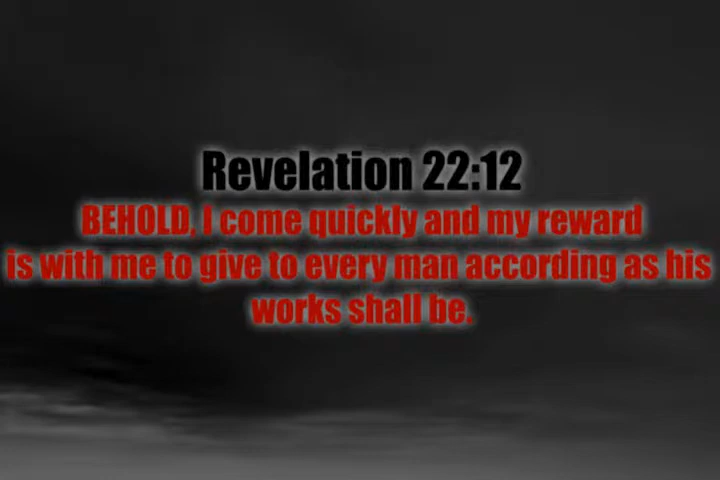 Revelation 22:12
BEHOLD, I come quickly and my reward
is with me to give to every man according as his
works shall be.